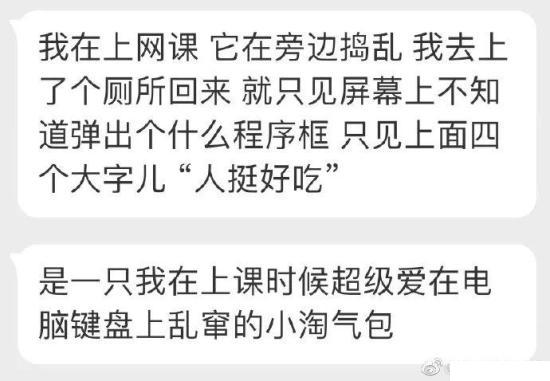 我在上网课 它在旁边捣乱 我去上
了个厕所回来 就只见屏幕上不知
道弹出个什么程序框 只见上面四
个大字儿 “人挺好吃”
是一只我在上课时候超级爱在电
脑键盘上乱窜的小淘气包